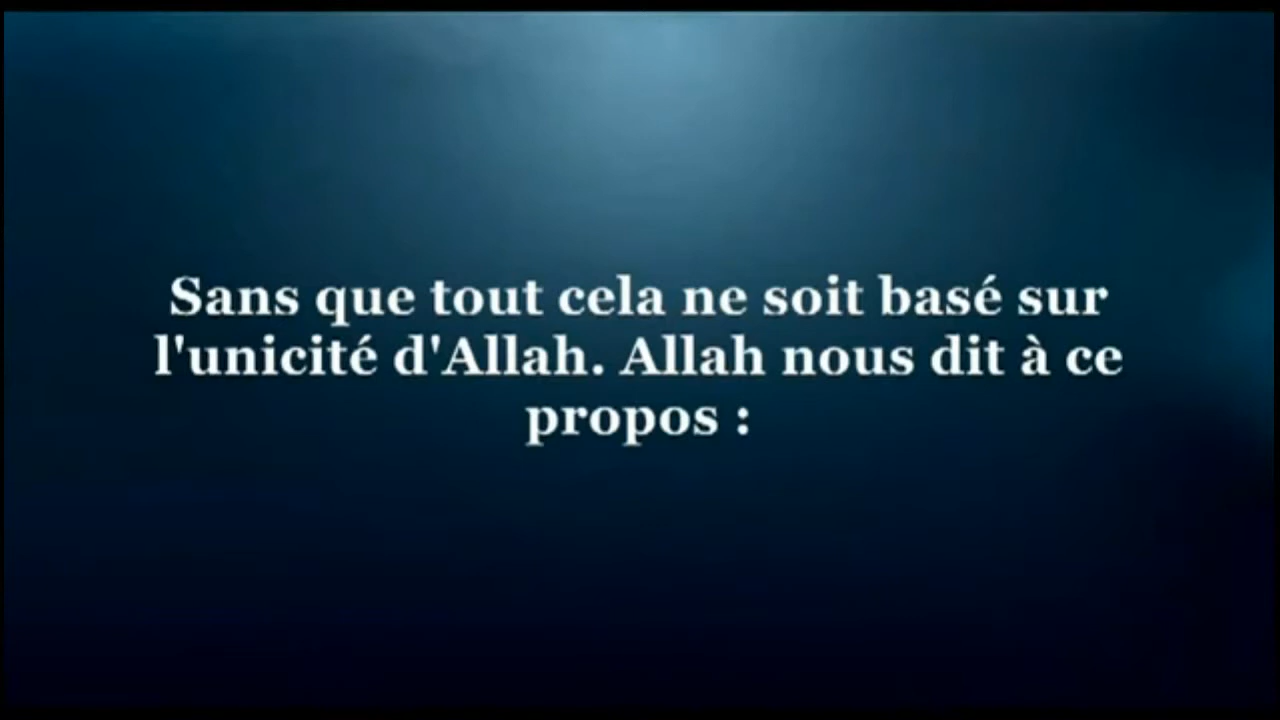 Sans que tout cela ne soit basé sur
l'unicité d'Allah. Allah nous dit à ce
propos :